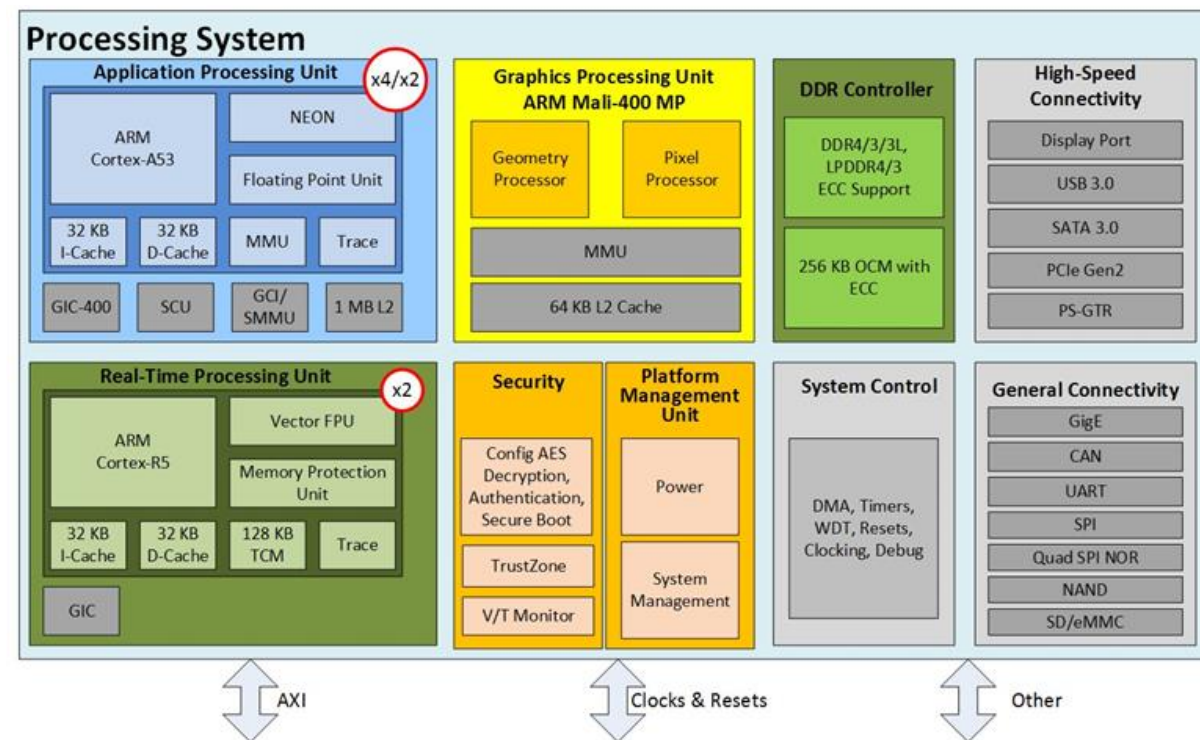 Processing System
Application Processing Unit
x4/x2
ARM
Cortex-A53
NEON
Floating Point Unit
32 KB
I-Cache
32 KB
D-Cache
MMU
Trace
GIC-400
SCU
GCI/
SMMU
1 MB L2
Graphics Processing Unit
ARM Mali-400 MP
Geometry
Processor
Pixel
Processor
MMU
64 KB L2 Cache
DDR Controller
DDR4/3/3L,
LPDDR4/3
ECC Support
256 KB OCM with
ECC
High-Speed
Connectivity
Display Port
USB 3.0
SATA 3.0
PCIe Gen2
PS-GTR
Real-Time Processing Unit
x2
ARM
Cortex-R5
Vector FPU
Memory Protection
Unit
32 KB
I-Cache
32 KB
D-Cache
128 KB
TCM
Trace
GIC
Security
Config AES
Decryption,
Authentication,
Secure Boot
TrustZone
V/T Monitor
Platform
Management
Unit
Power
System
Management
System Control
DMA, Timers,
WDT, Resets,
Clocking, Debug
General Connectivity
GigE
CAN
UART
SPI
Quad SPI NOR
NAND
SD/eMMC
AXI
Clocks & Resets
Other